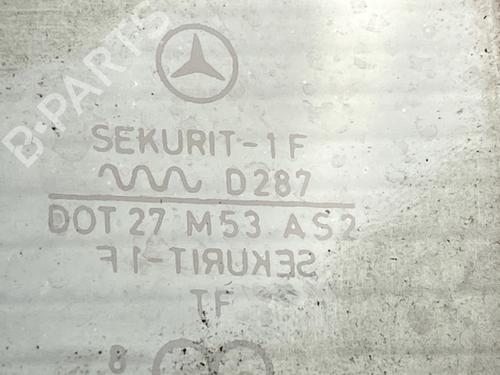 B-PARTS
SEKURIT-1F
D287
DOT 27 M53 AS2
SEKURIT-1F
TF
8